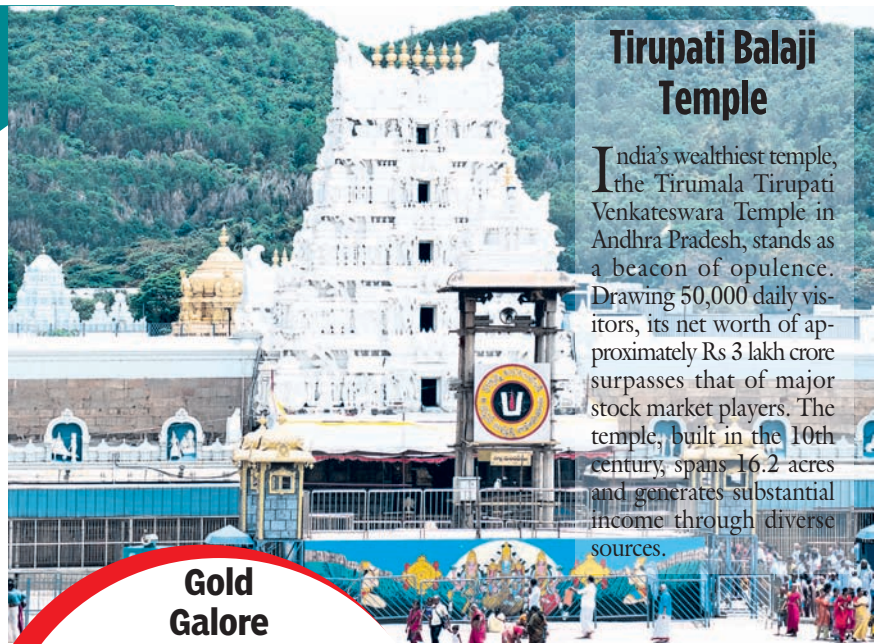 Tirupati Balaji
Temple
India's wealthiest temple,
the Tirumala Tirupati
Venkateswara Temple in
Andhra Pradesh, stands as
a beacon of opulence.
Drawing 50,000 daily vis-
itors, its net worth of ap-
proximately Rs 3 lakh crore
surpasses that of major
stock market players. The
temple, built in the 10th
century, spans 16.2 acres
and generates substantial
income through diverse
sources.
Gold
Galore